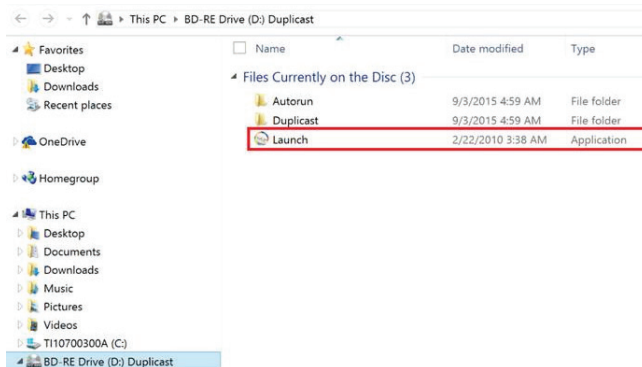 This PC BD-RE Drive (D:) Duplicast
Favorites
Desktop
Downloads
Recent places
OneDrive
Homegroup
This PC
Desktop
Documents
Downloads
Music
Pictures
Videos
TI10700300A (C:)
BD-RE Drive (D:) Duplicast
Name Date modified Type
Files Currently on the Disc (3)
Autorun 9/3/2015 4:59 AM File folder
Duplicast 9/3/2015 4:59 AM File folder
Launch 2/22/2010 3:38 AM Application